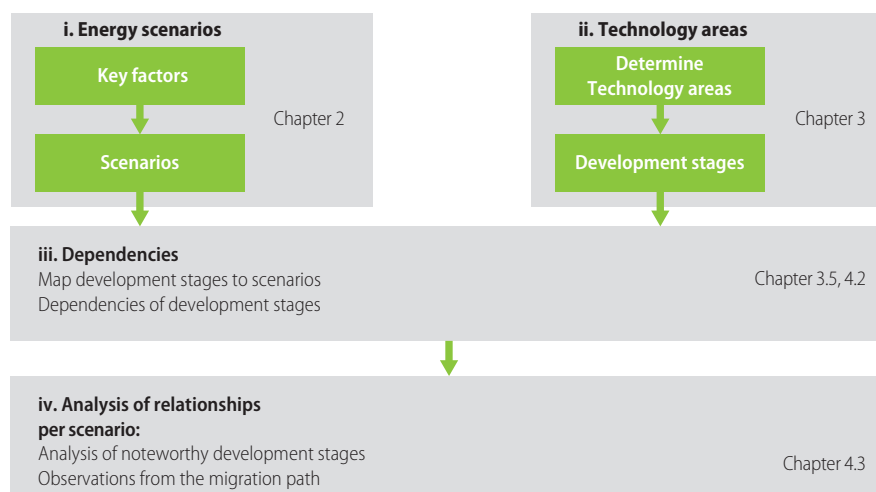 i. Energy scenarios
Key factors
Chapter 2
Scenarios
ii. Technology areas
Determine
Technology areas
Chapter 3
Development stages
iii. Dependencies
Map development stages to scenarios
Dependencies of development stages
Chapter 3.5, 4.2
iv. Analysis of relationships
per scenario:
Analysis of noteworthy development stages
Observations from the migration path
Chapter 4.3